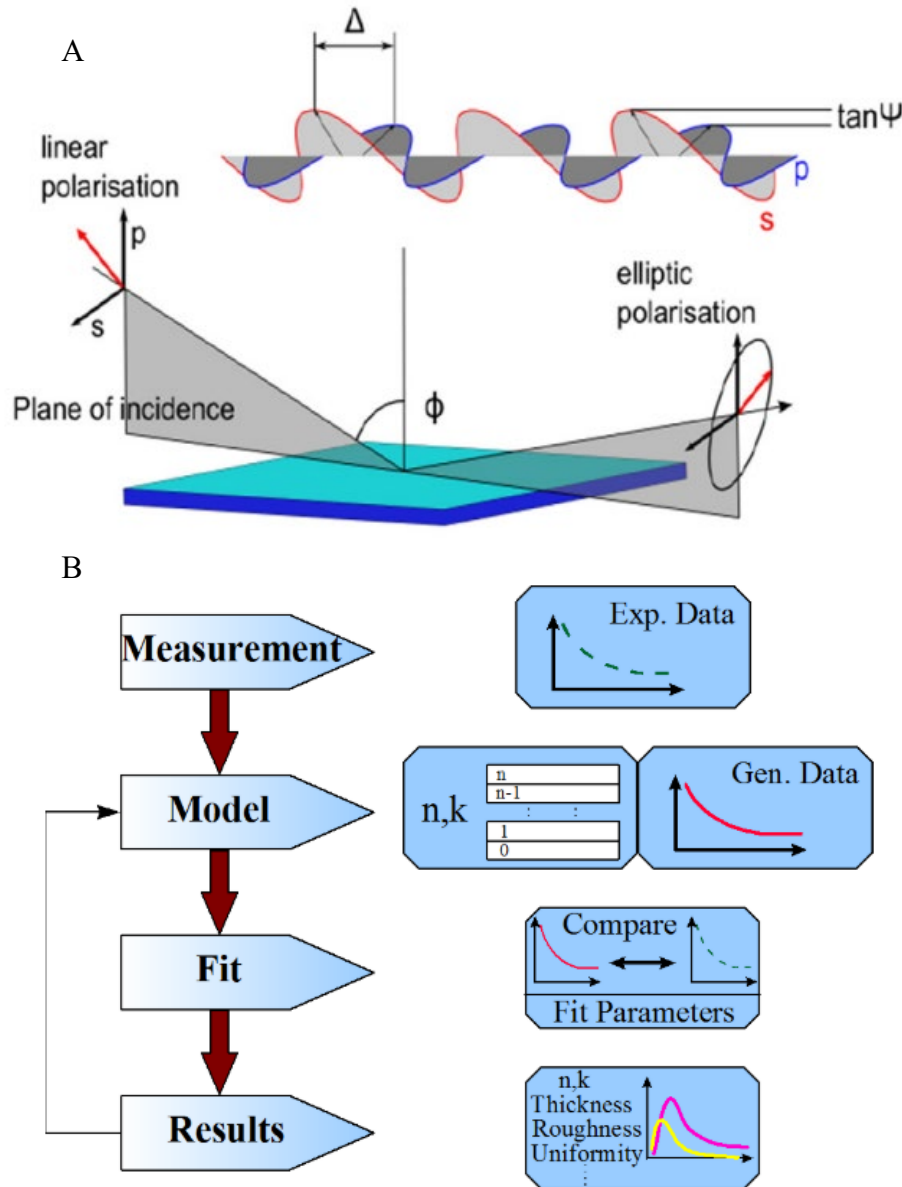 A
Δ
tanΨ
linear
polarisation
p
s
p
s
elliptic
polarisation
Plane of incidence
ϕ
B
Measurement
Exp. Data
Model
n,k
n
n-1
⋮ ⋮
1
0
Gen. Data
Fit
Compare
Fit Parameters
Results
n,k
Thickness
Roughness
Uniformity
⋮